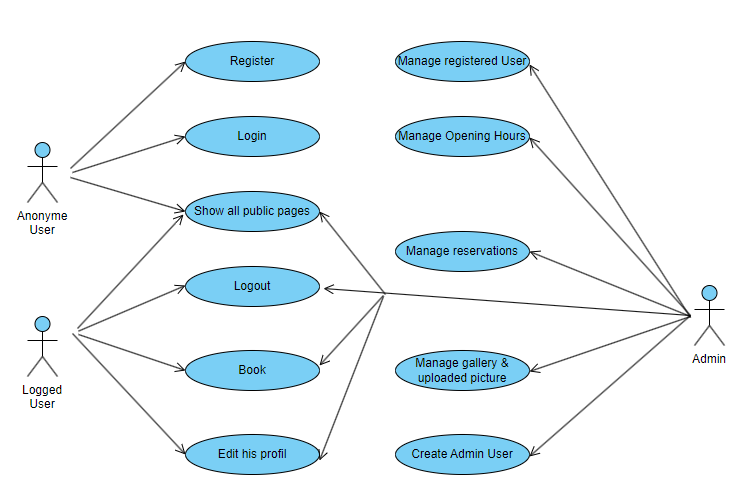 Register
Manage registered User
Login
Manage Opening Hours
Anonyme
User
Show all public pages
Manage reservations
Logout
Admin
Logged
User
Book
Manage gallery &
uploaded picture
Edit his profil
Create Admin User